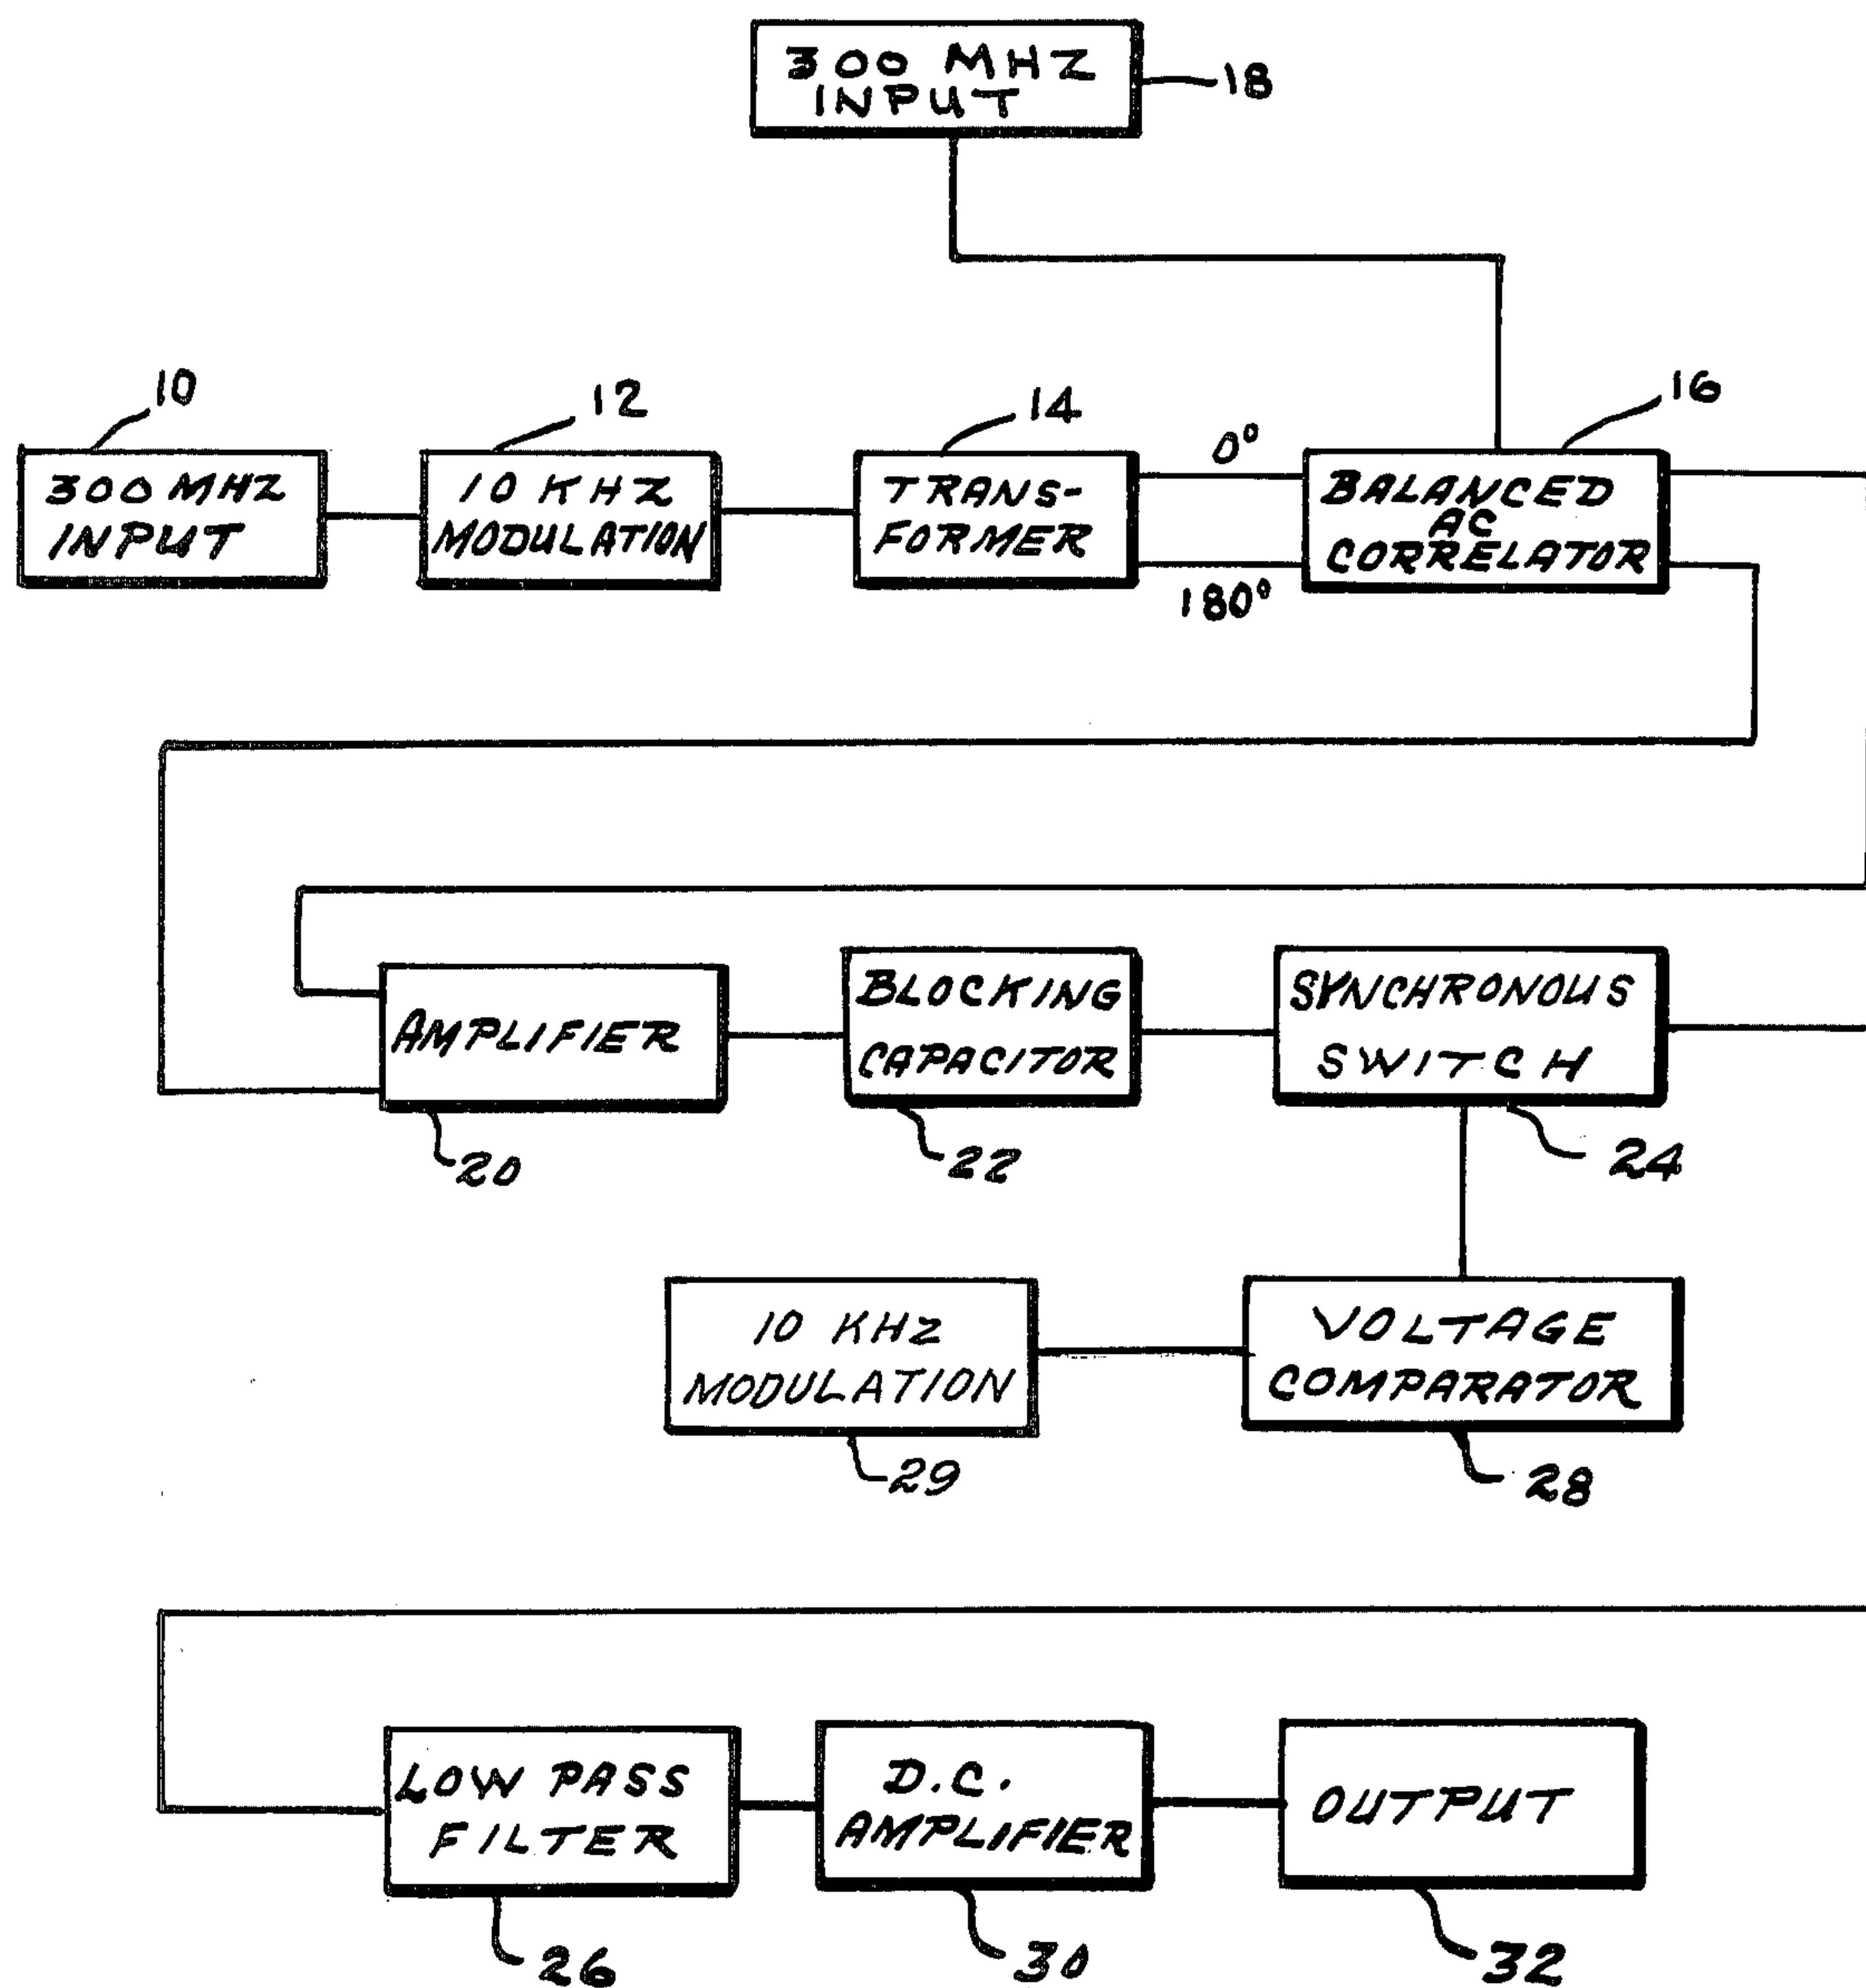 300 MHZ
INPUT
18
10
12
14
16
300 MHZ
INPUT
10 KHZ
MODULATION
TRANS-
FORMER
0°
180°
BALANCED
AC
CORRELATOR
AMPLIFIER
20
BLOCKING
CAPACITOR
22
SYNCHRONOUS
SWITCH
24
10 KHZ
MODULATION
29
VOLTAGE
COMPARATOR
28
LOW PASS
FILTER
26
D.C.
AMPLIFIER
30
OUTPUT
32